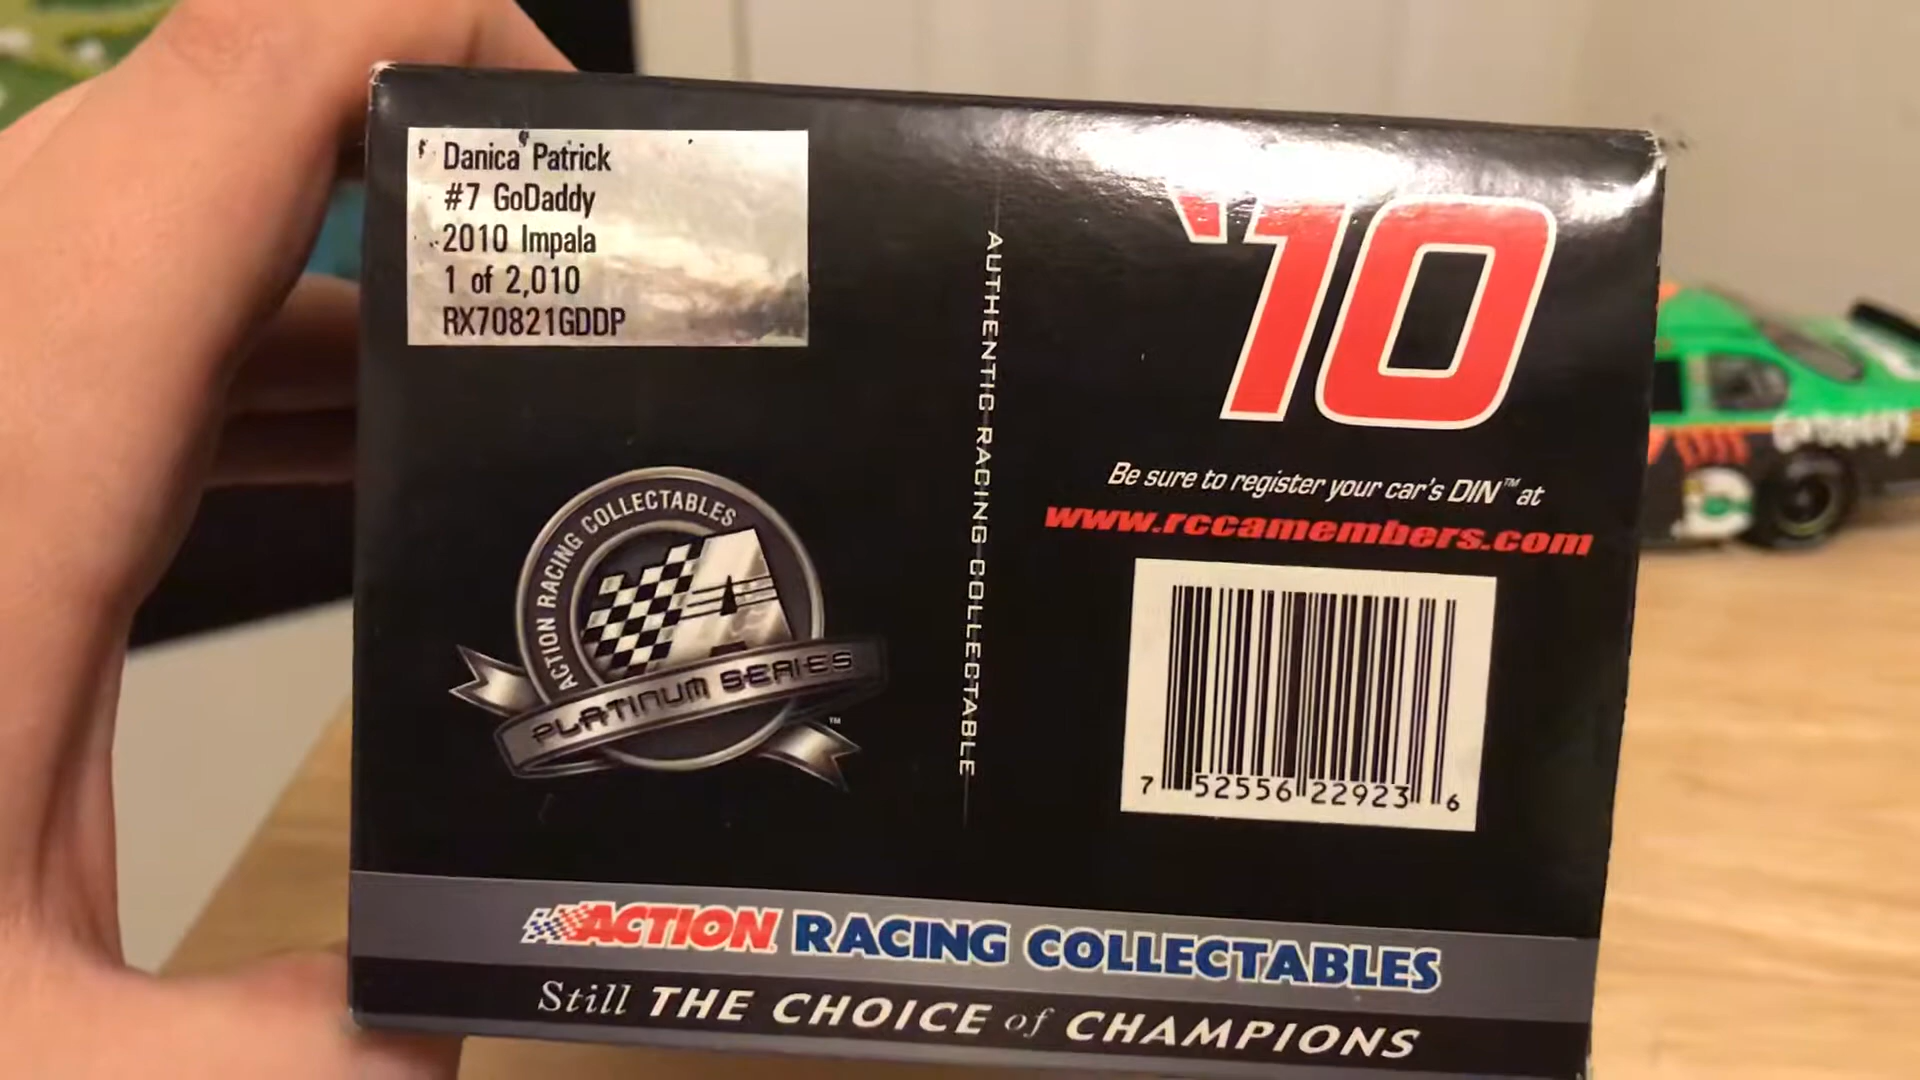 Danica Patrick
#7 GoDaddy
2010 Impala
1 of 2,010
RX70821GDDP
ACTION RACING COLLECTABLES
A
PLATINUM SERIES
TM
AUTHENTIC RACING COLLECTABLE
'10
Be sure to register your car's DIN™ at
www.rccamembers.com
7 52556 22923 6
ACTION RACING COLLECTABLES
Still THE CHOICE of CHAMPIONS
GoDaddy